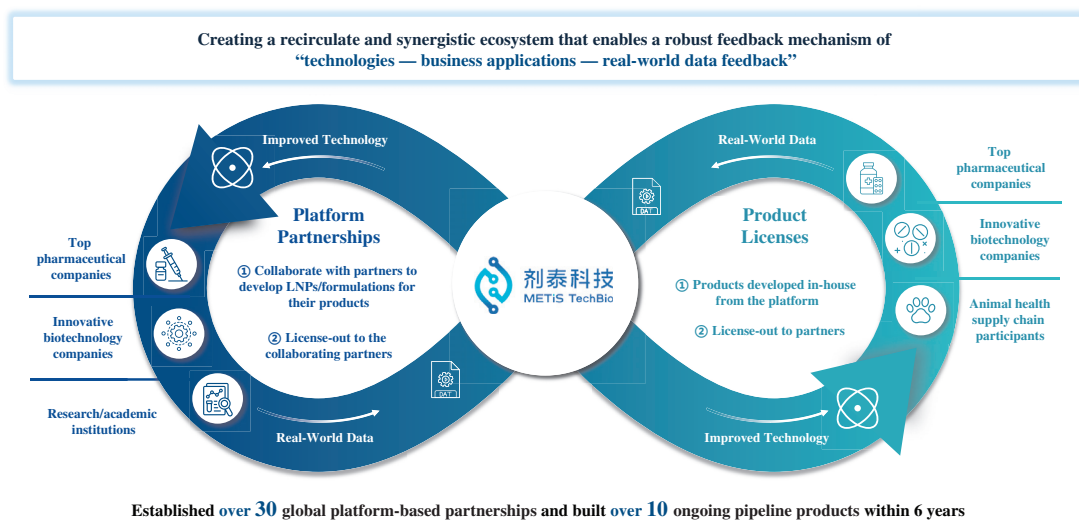 Creating a recirculate and synergistic ecosystem that enables a robust feedback mechanism of
“technologies — business applications — real-world data feedback”
Improved Technology
Real-World Data
Platform
Partnerships
① Collaborate with partners to
develop LNPs/formulations for
their products
② License-out to the
collaborating partners
Top
pharmaceutical
companies
Innovative
biotechnology
companies
Research/academic
institutions
Real-World Data
DAT
剂泰科技
METiS TechBio
DAT
Product
Licenses
① Products developed in-house
from the platform
② License-out to partners
Top
pharmaceutical
companies
Innovative
biotechnology
companies
Animal health
supply chain
participants
Improved Technology
Established over 30 global platform-based partnerships and built over 10 ongoing pipeline products within 6 years